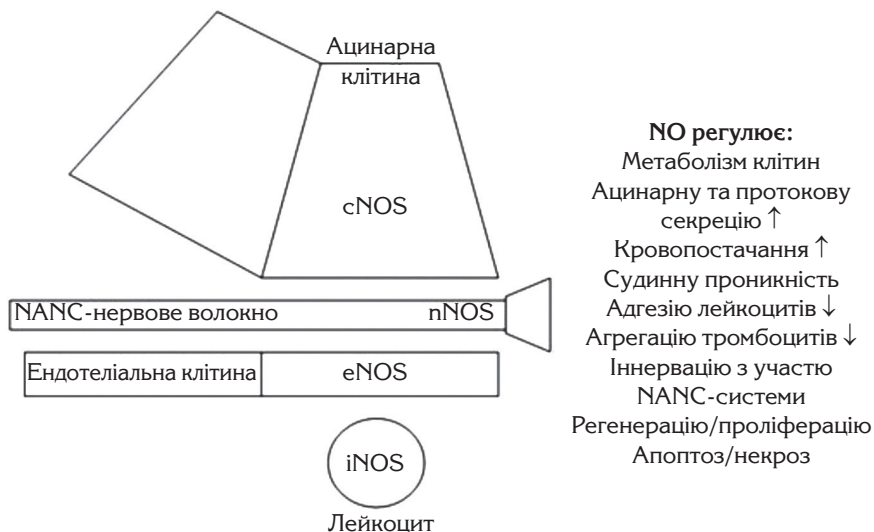 Ацинарна
клітина
cNOS
NANC-нервове волокно nNOS
Ендотеліальна клітина eNOS
iNOS
Лейкоцит
NO регулює:
Метаболізм клітин
Ацинарну та протокову
секрецію ↑
Кровопостачання ↑
Судинну проникність
Адгезію лейкоцитів ↓
Агрегацію тромбоцитів ↓
Іннервацію з участю
NANC-системи
Регенерацію/проліферацію
Апоптоз/некроз